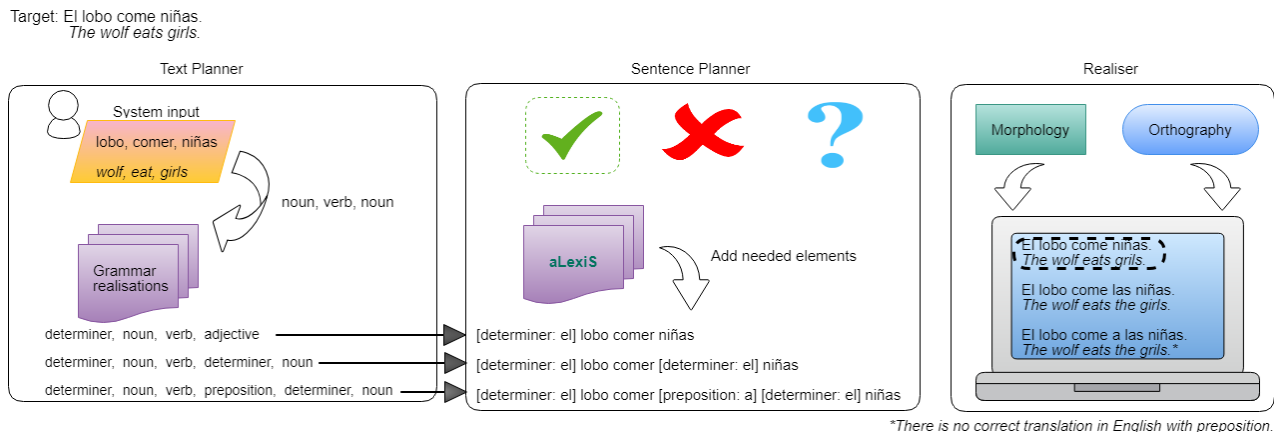 Target: El lobo come niñas.
The wolf eats girls.
Text Planner
System input
lobo, comer, niñas
wolf, eat, girls
noun, verb, noun
Grammar
realisations
determiner, noun, verb, adjective
determiner, noun, verb, determiner, noun
determiner, noun, verb, preposition, determiner, noun
Sentence Planner
?
aLexiS
Add needed elements
[determiner: el] lobo comer niñas
[determiner: el] lobo comer [determiner: el] niñas
[determiner: el] lobo comer [preposition: a] [determiner: el] niñas
Realiser
Morphology
Orthography
El lobo come niñas.
The wolf eats grils.
El lobo come las niñas.
The wolf eats the girls.
El lobo come a las niñas.
The wolf eats the grils.*
*There is no correct translation in English with preposition.